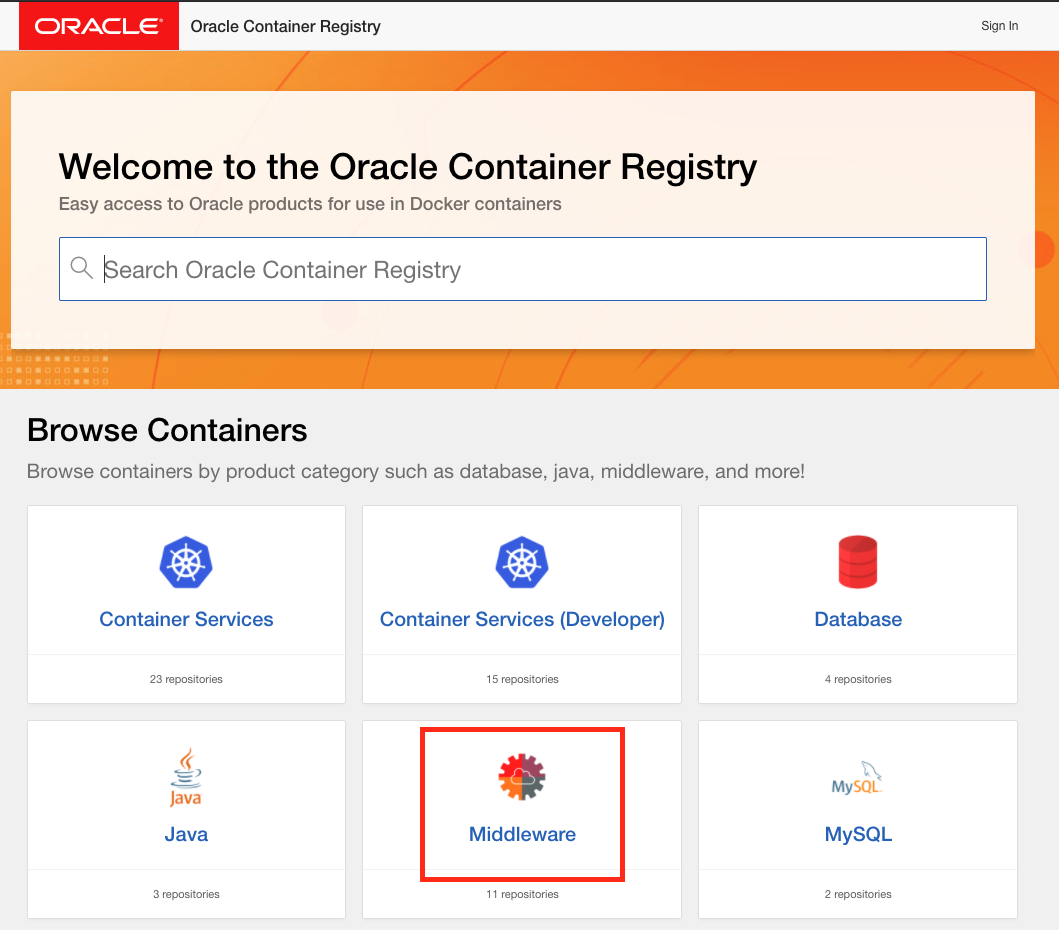 ORACLE® Oracle Container Registry Sign In
Welcome to the Oracle Container Registry
Easy access to Oracle products for use in Docker containers
Search Oracle Container Registry
Browse Containers
Browse containers by product category such as database, java, middleware, and more!
Container Services
23 repositories
Container Services (Developer)
15 repositories
Database
4 repositories
Java
Java
3 repositories
Middleware
11 repositories
MySQL
MySQL
2 repositories